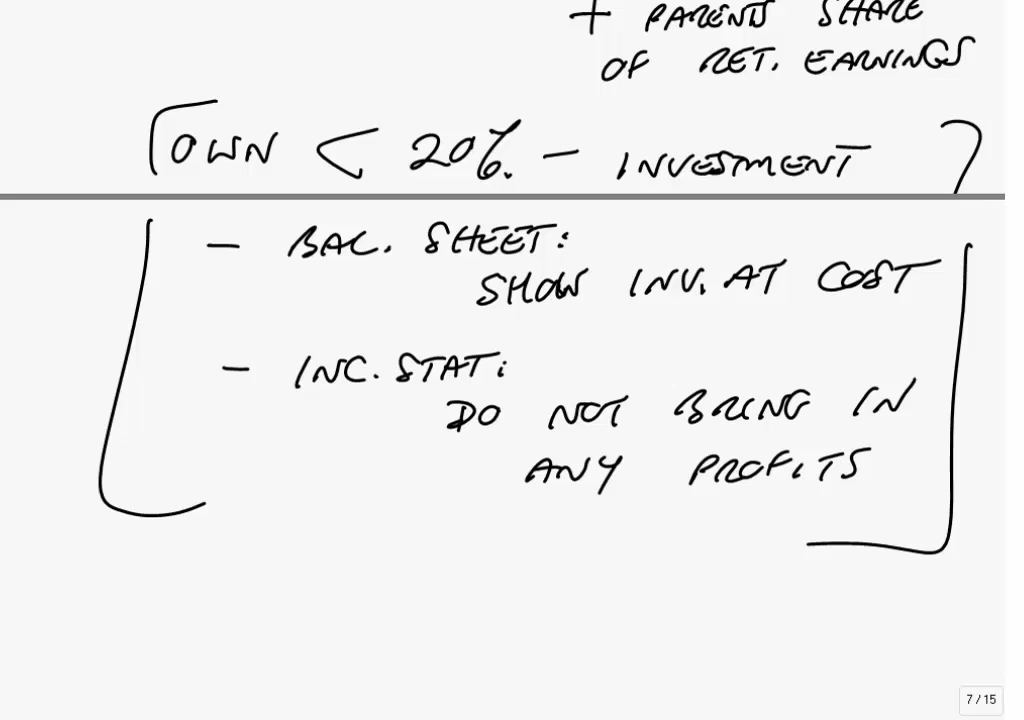 + PARENTS SHARE
OF RET. EARNINGS
OWN < 20%. - INVESTMENT
- BAL. SHEET:
SHOW INV. AT COST
- INC. STAT:
DO NOT BRING IN
ANY PROFITS
7 / 15